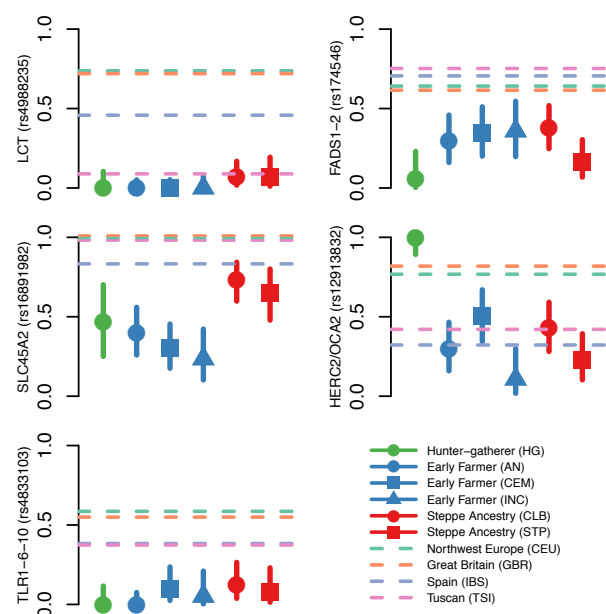 LCT (rs4988235)
1.0
0.5
0.0
FADS1−2 (rs174546)
1.0
0.5
0.0
SLC45A2 (rs16891982)
1.0
0.5
0.0
HERC2/OCA2 (rs12913832)
1.0
0.5
0.0
TLR1−6−10 (rs4833103)
1.0
0.5
0.0
Hunter−gatherer (HG)
Early Farmer (AN)
Early Farmer (CEM)
Early Farmer (INC)
Steppe Ancestry (CLB)
Steppe Ancestry (STP)
Northwest Europe (CEU)
Great Britain (GBR)
Spain (IBS)
Tuscan (TSI)